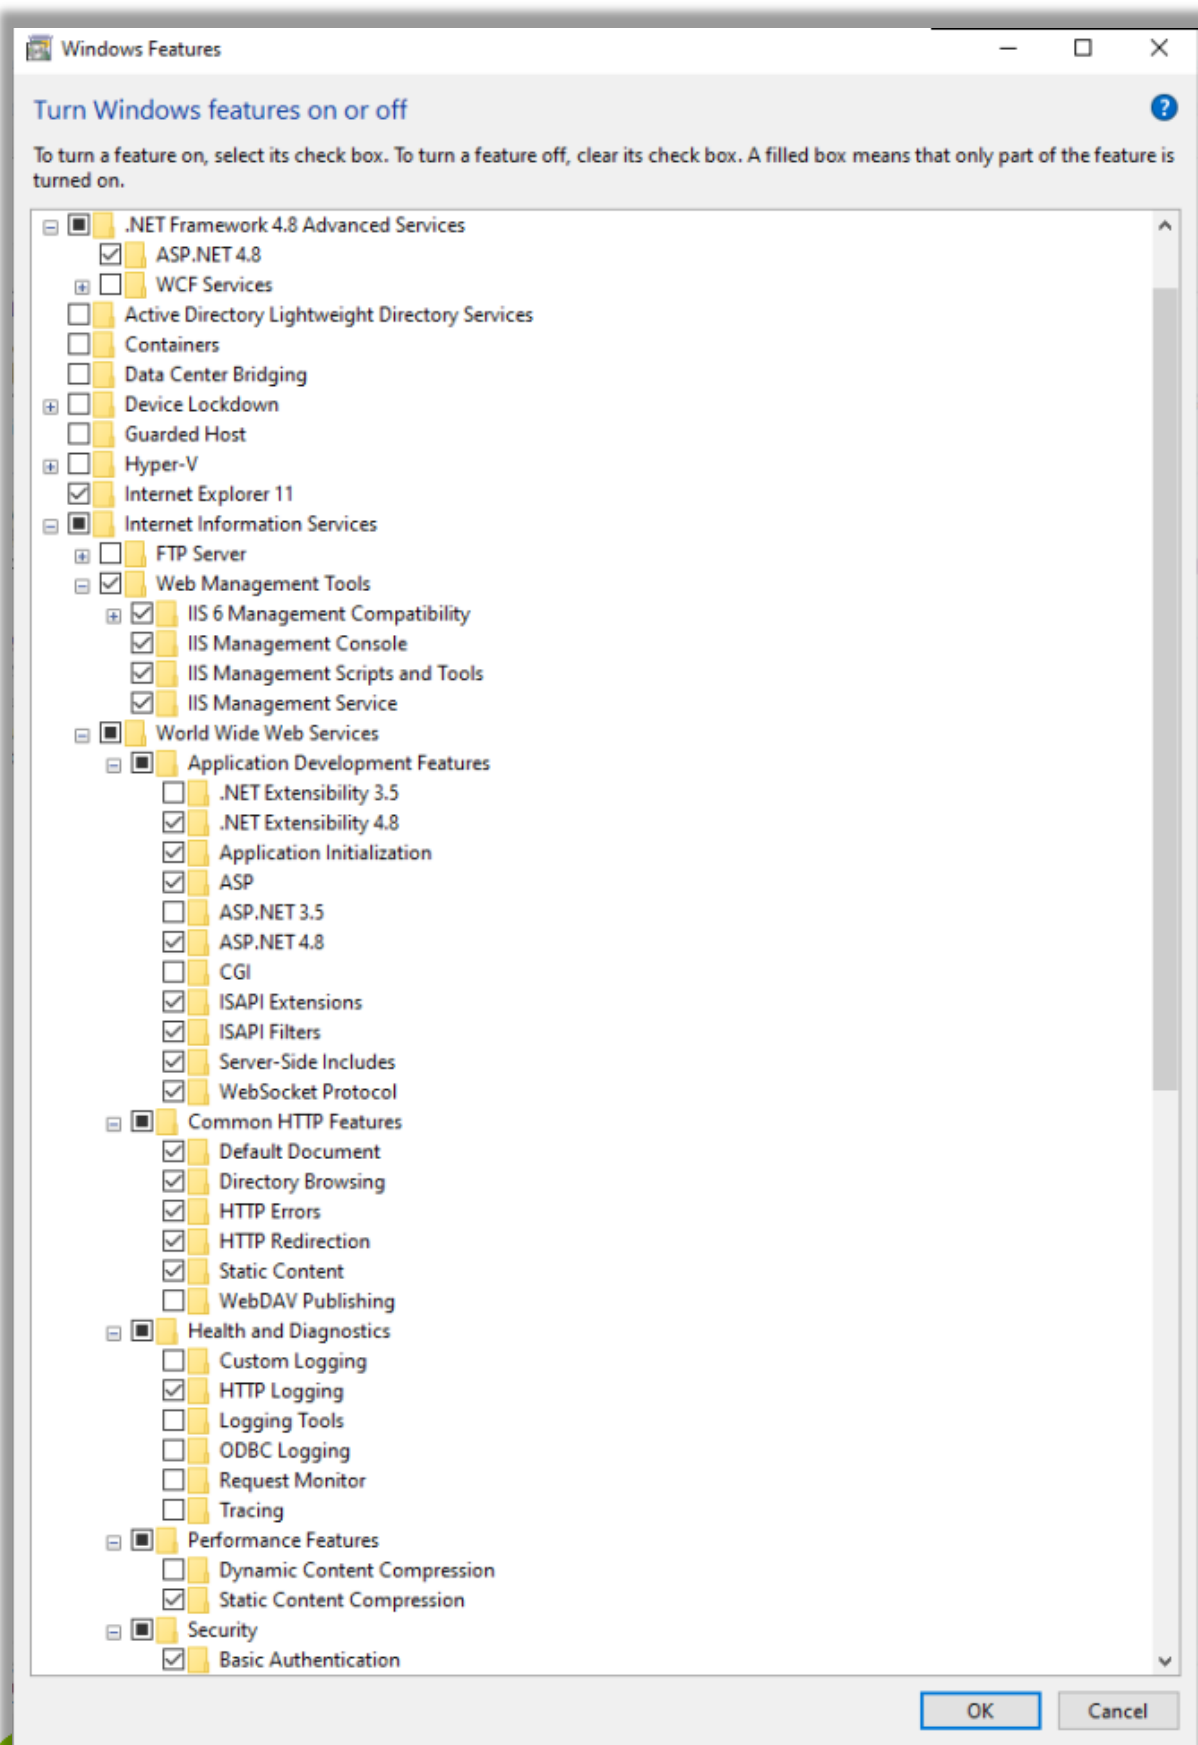 Windows Features
Turn Windows features on or off
To turn a feature on, select its check box. To turn a feature off, clear its check box. A filled box means that only part of the feature is
turned on.
.NET Framework 4.8 Advanced Services
ASP.NET 4.8
WCF Services
Active Directory Lightweight Directory Services
Containers
Data Center Bridging
Device Lockdown
Guarded Host
Hyper-V
Internet Explorer 11
Internet Information Services
FTP Server
Web Management Tools
IIS 6 Management Compatibility
IIS Management Console
IIS Management Scripts and Tools
IIS Management Service
World Wide Web Services
Application Development Features
.NET Extensibility 3.5
.NET Extensibility 4.8
Application Initialization
ASP
ASP.NET 3.5
ASP.NET 4.8
CGI
ISAPI Extensions
ISAPI Filters
Server-Side Includes
WebSocket Protocol
Common HTTP Features
Default Document
Directory Browsing
HTTP Errors
HTTP Redirection
Static Content
WebDAV Publishing
Health and Diagnostics
Custom Logging
HTTP Logging
Logging Tools
ODBC Logging
Request Monitor
Tracing
Performance Features
Dynamic Content Compression
Static Content Compression
Security
Basic Authentication
OK Cancel